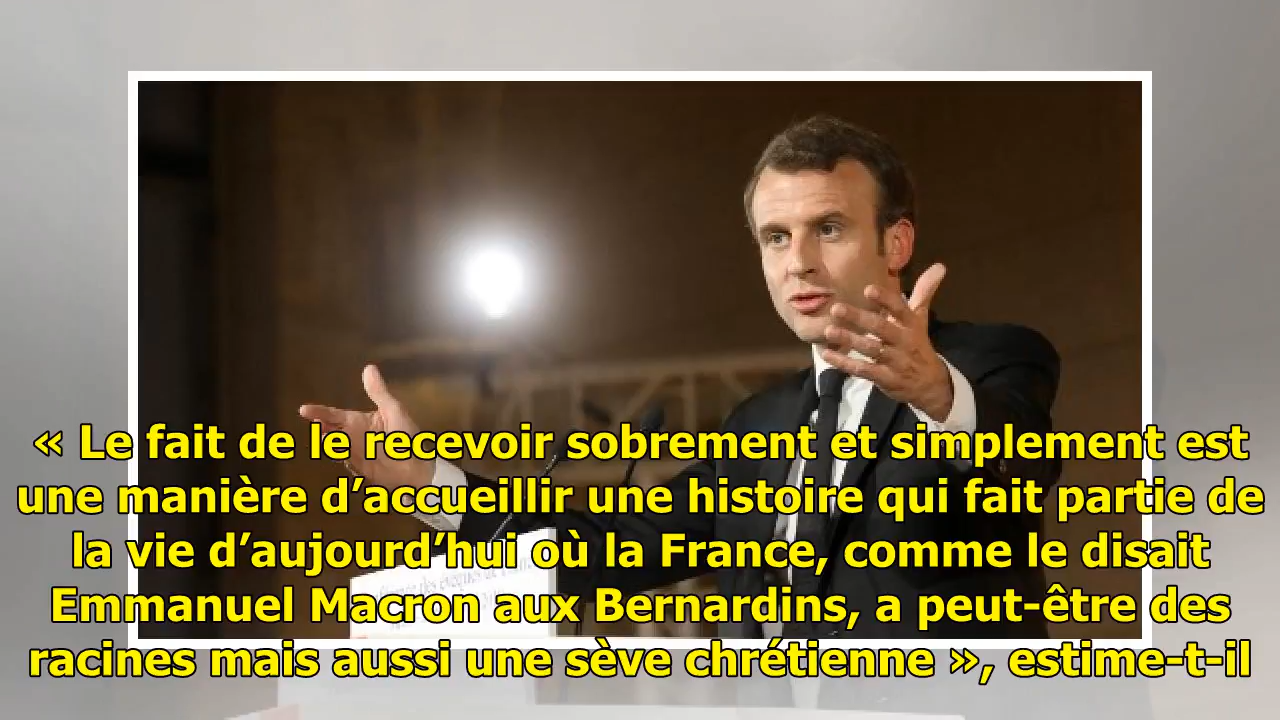 « Le fait de le recevoir sobrement et simplement est
une manière d’accueillir une histoire qui fait partie de
la vie d’aujourd’hui où la France, comme le disait
Emmanuel Macron aux Bernardins, a peut-être des
racines mais aussi une sève chrétienne », estime-t-il